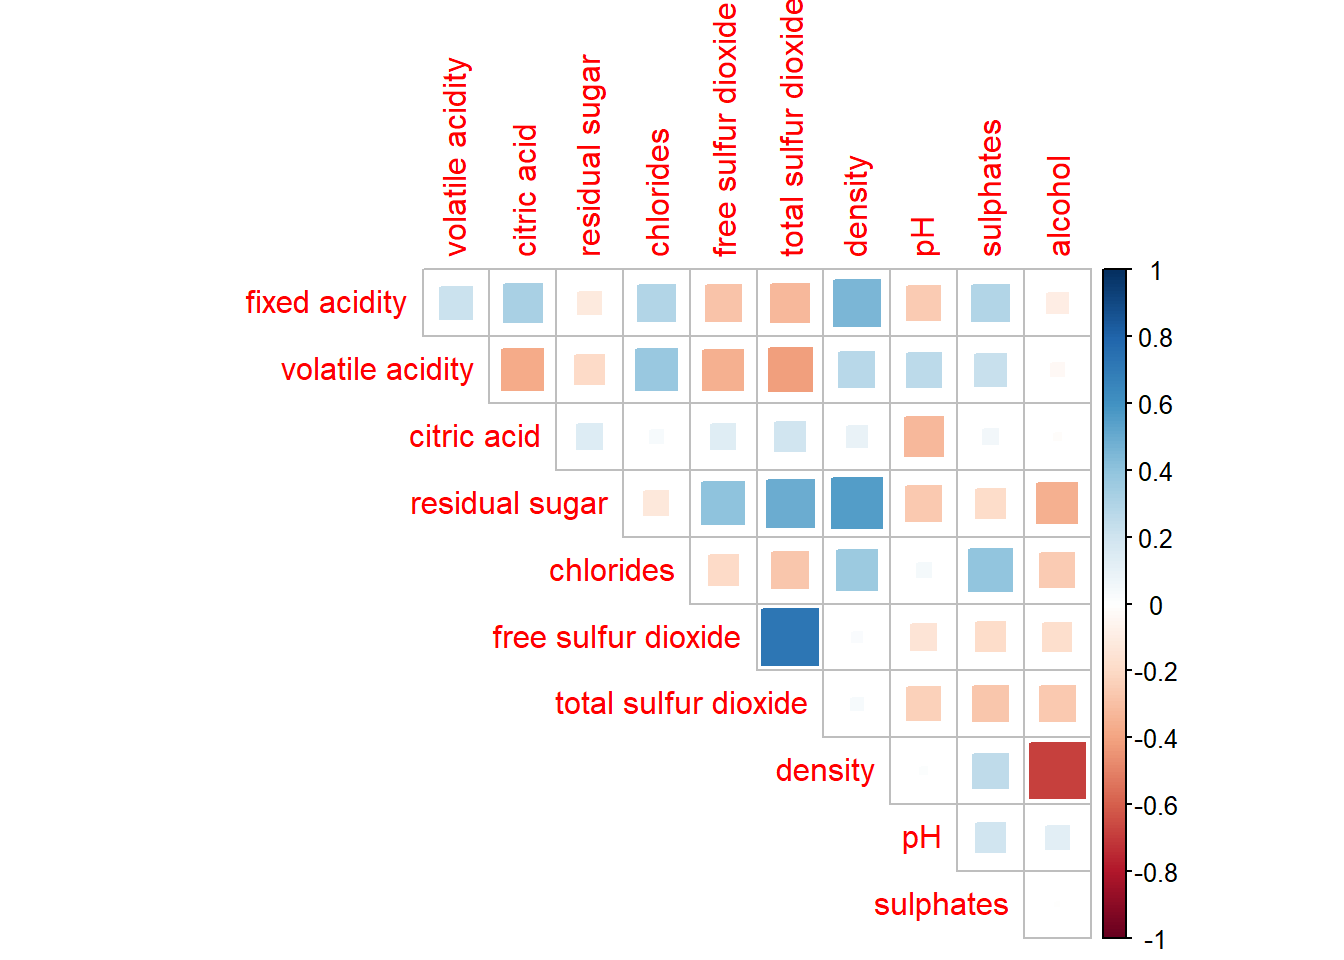 volatile acidity
citric acid
residual sugar
chlorides
free sulfur dioxide
total sulfur dioxide
density
pH
sulphates
alcohol
fixed acidity
volatile acidity
citric acid
residual sugar
chlorides
free sulfur dioxide
total sulfur dioxide
density
pH
sulphates
1
0.8
0.6
0.4
0.2
0
-0.2
-0.4
-0.6
-0.8
-1